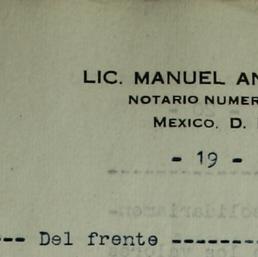 LIC. MANUEL AN
NOTARIO NUMER
MEXICO. D.
- 19 -
--- Del frente --------